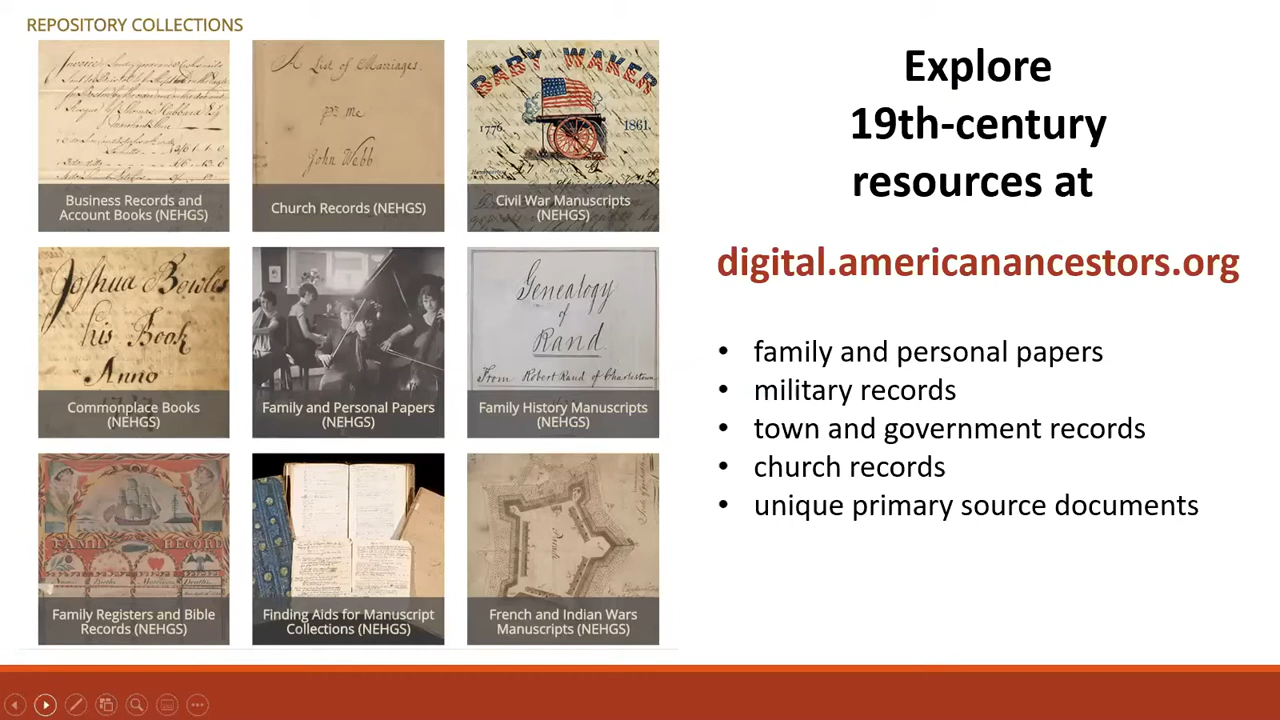 REPOSITORY COLLECTIONS
Business Records and
Account Books (NEHGS)
A List of Marriages.
pr me
John Webb
Church Records (NEHGS)
BABY WAKER
1776.
1861.
Civil War Manuscripts
(NEHGS)
Joshua Bowles
his Book
Anno
Commonplace Books
(NEHGS)
Family and Personal Papers
(NEHGS)
Genealogy
of
Rand.
From Robert Rand of Charlestown
Family History Manuscripts
(NEHGS)
FAMILY RECORD
Family Registers and Bible
Records (NEHGS)
Finding Aids for Manuscript
Collections (NEHGS)
Parade
French and Indian Wars
Manuscripts (NEHGS)
Explore
19th-century
resources at
digital.americanancestors.org
• family and personal papers
• military records
• town and government records
• church records
• unique primary source documents